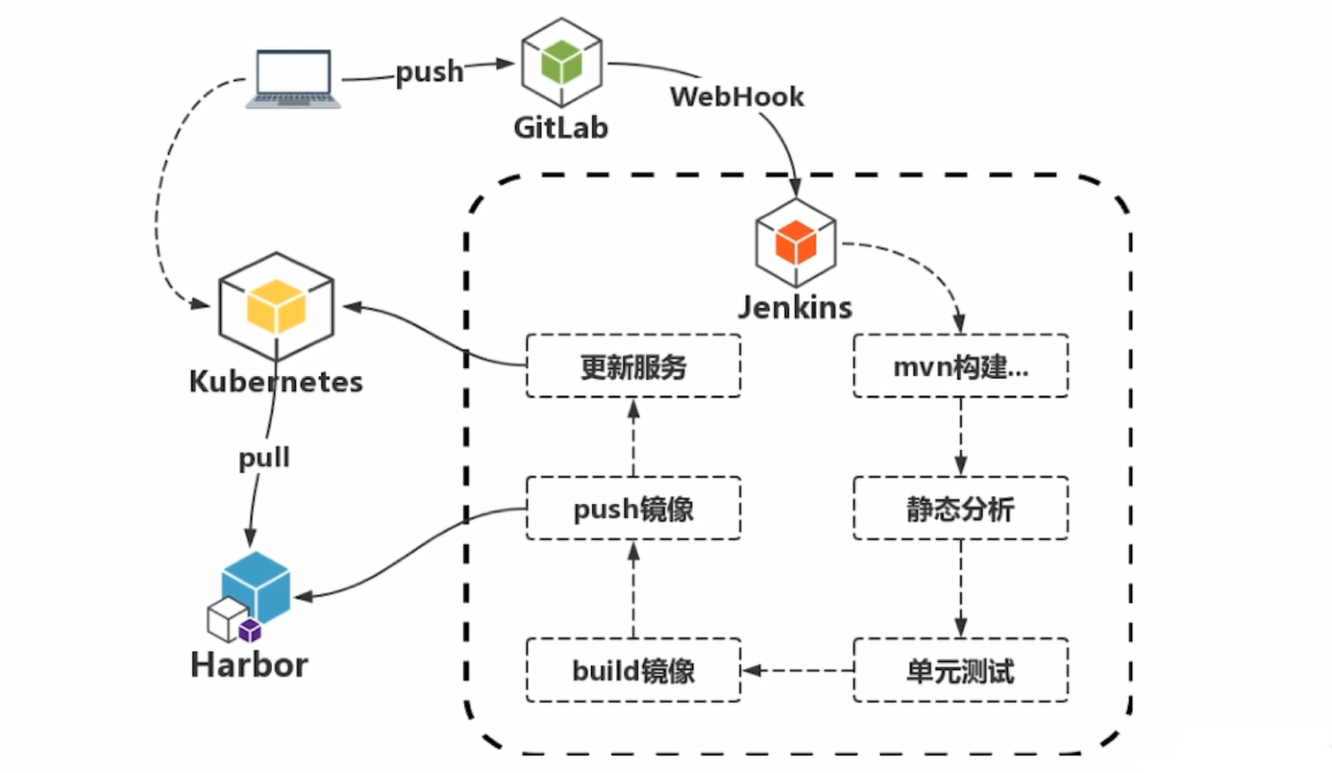 push
GitLab
WebHook
Jenkins
mvn构建...
静态分析
单元测试
build镜像
push镜像
更新服务
Kubernetes
pull
Harbor